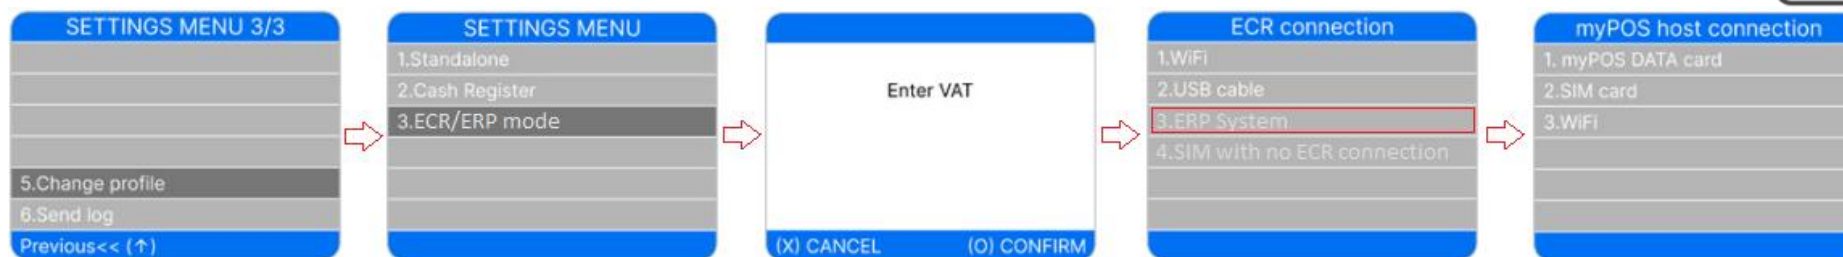 SETTINGS MENU 3/3
5.Change profile
6.Send log
Previous<< (↑)
SETTINGS MENU
1.Standalone
2.Cash Register
3.ECR/ERP mode
Enter VAT
(X) CANCEL (O) CONFIRM
ECR connection
1.WiFi
2.USB cable
3.ERP System
4.SIM with no ECR connection
myPOS host connection
1. myPOS DATA card
2.SIM card
3.WiFi